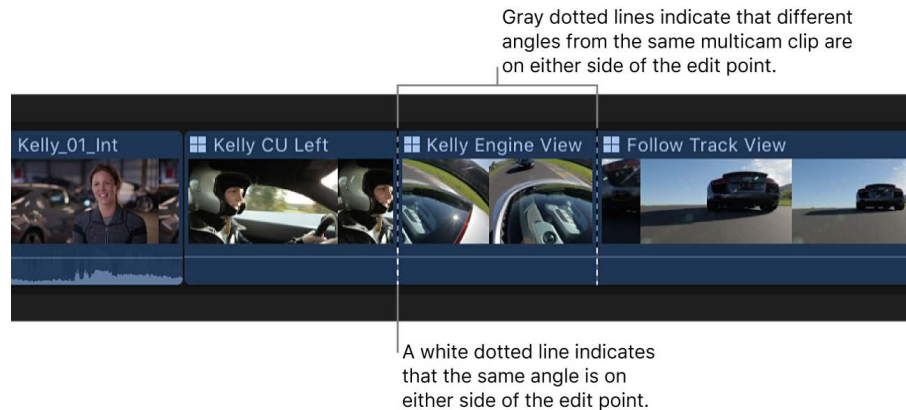 Gray dotted lines indicate that different
angles from the same multicam clip are
on either side of the edit point.
Kelly_01_Int
Kelly CU Left
Kelly Engine View
Follow Track View
A white dotted line indicates
that the same angle is on
either side of the edit point.